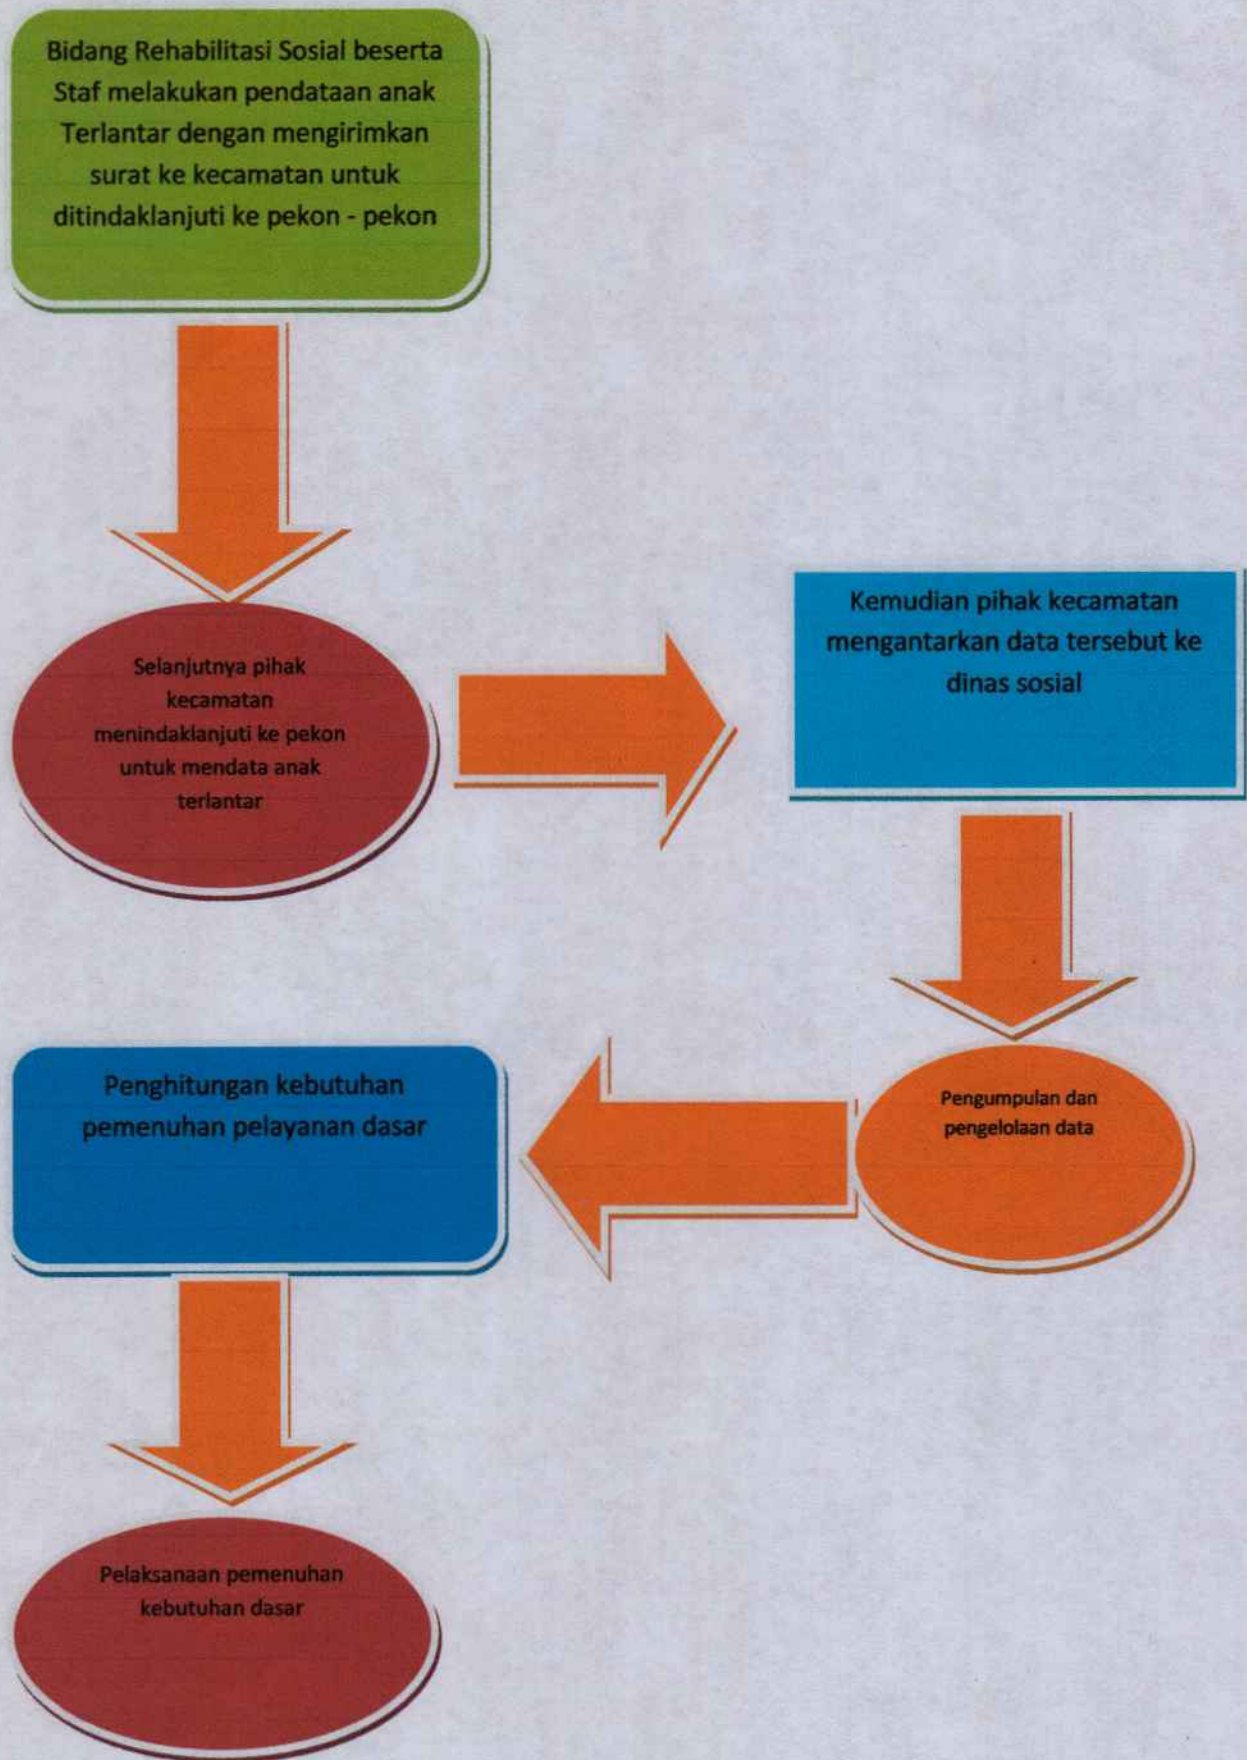 Bidang Rehabilitasi Sosial beserta
Staf melakukan pendataan anak
Terlantar dengan mengirimkan
surat ke kecamatan untuk
ditindaklanjuti ke pekon - pekon
Selanjutnya pihak
kecamatan
menindaklanjuti ke pekon
untuk mendata anak
terlantar
Kemudian pihak kecamatan
mengantarkan data tersebut ke
dinas sosial
Pengumpulan dan
pengelolaan data
Penghitungan kebutuhan
pemenuhan pelayanan dasar
Pelaksanaan pemenuhan
kebutuhan dasar